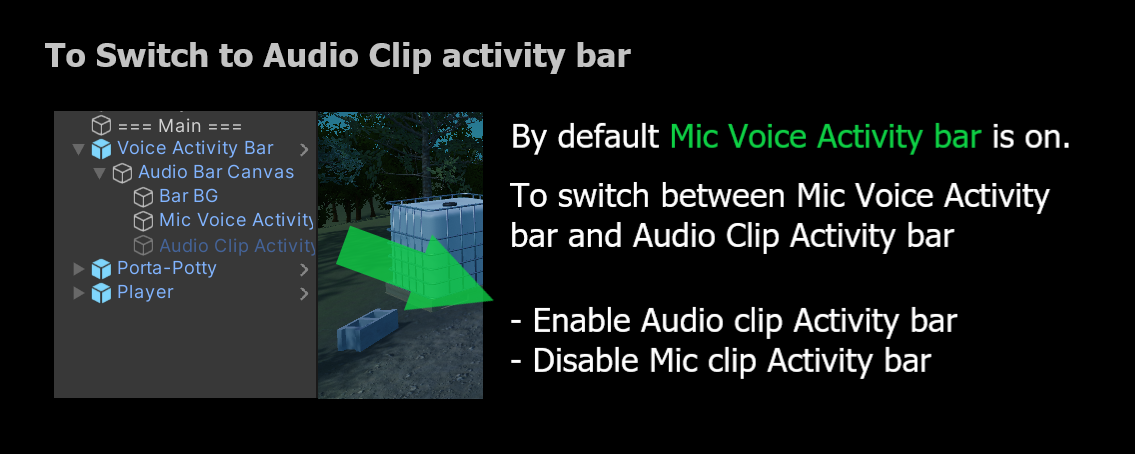 To Switch to Audio Clip activity bar
=== Main ===
Voice Activity Bar
Audio Bar Canvas
Bar BG
Mic Voice Activity
Audio Clip Activity
Porta-Potty
Player
By default Mic Voice Activity bar is on.
To switch between Mic Voice Activity
bar and Audio Clip Activity bar
- Enable Audio clip Activity bar
- Disable Mic clip Activity bar